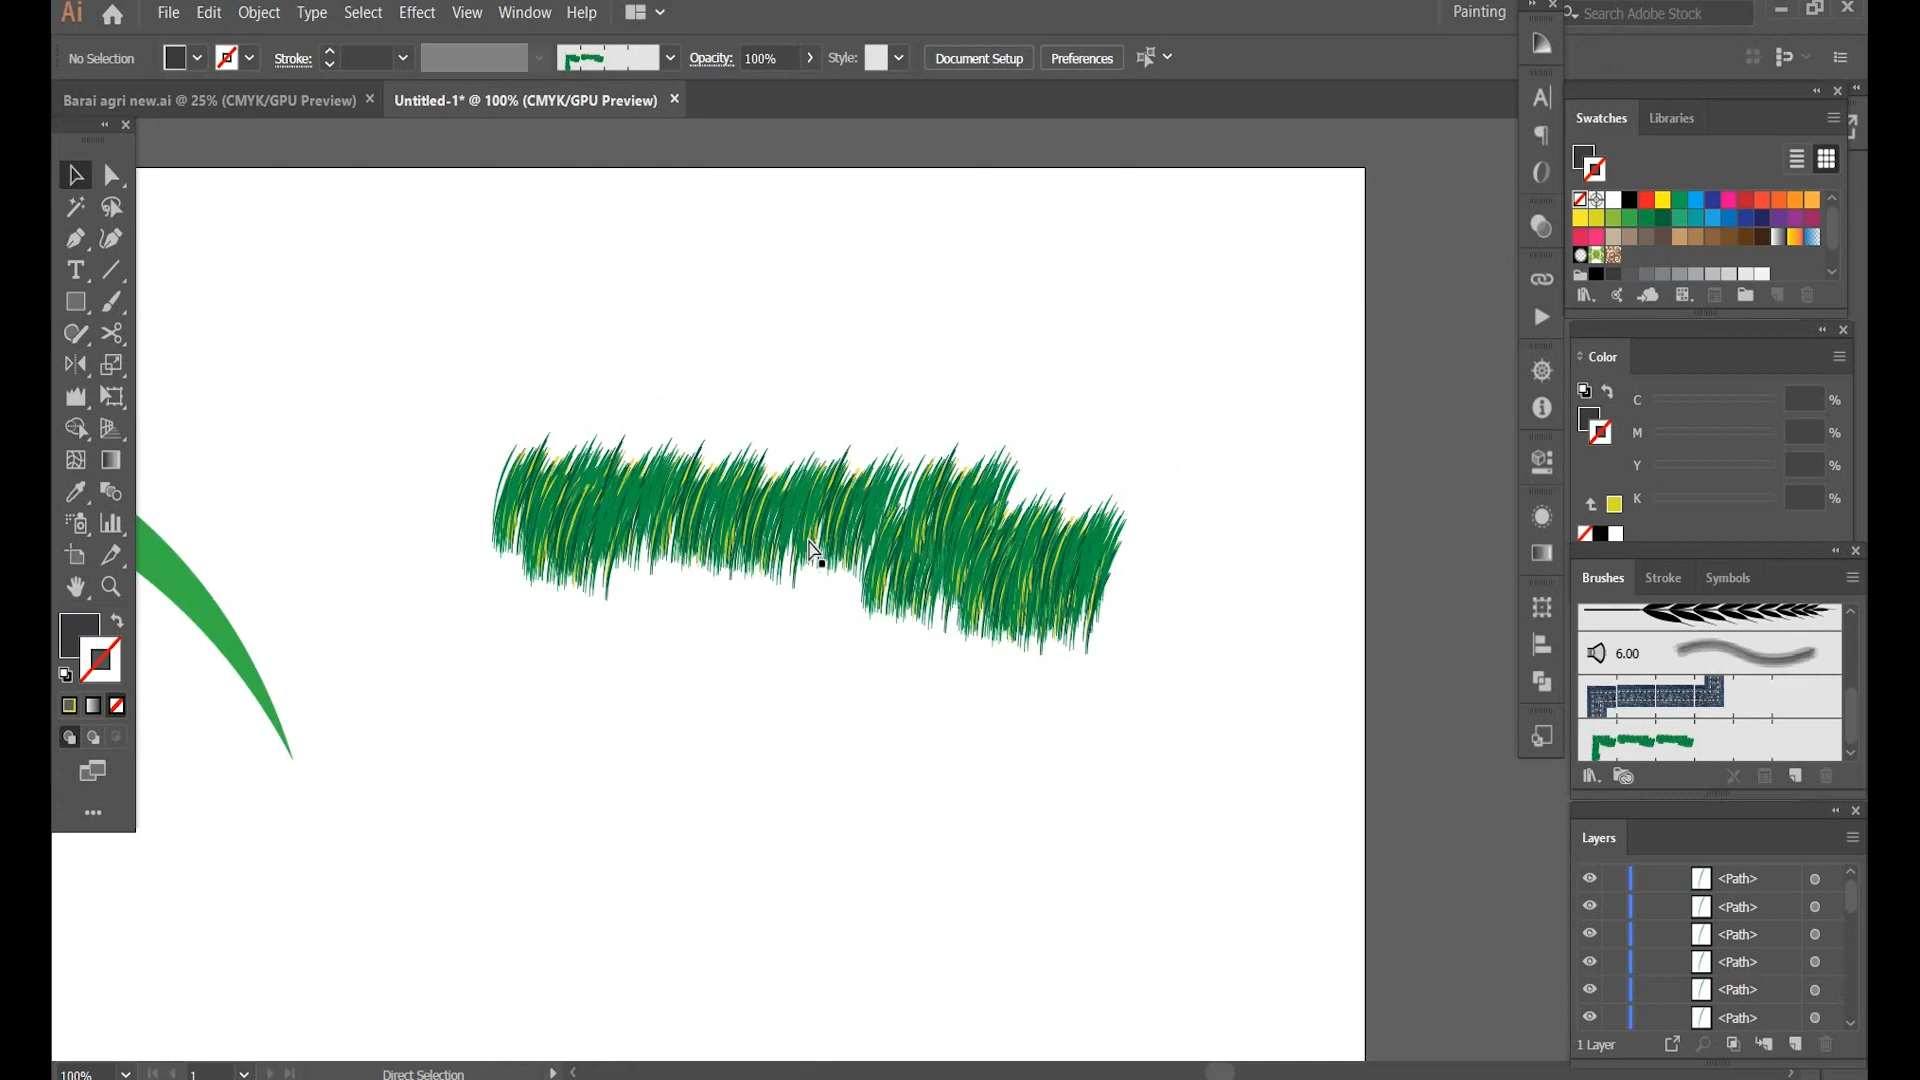 Ai File Edit Object Type Select Effect View Window Help Painting Search Adobe Stock
No Selection Stroke: Opacity: 100% Style: Document Setup Preferences
Barai agri new.ai @ 25% (CMYK/GPU Preview) Untitled-1* @ 100% (CMYK/GPU Preview)
Swatches Libraries
Color
C %
M %
Y %
K %
Brushes Stroke Symbols
6.00
Layers
<Path>
<Path>
<Path>
<Path>
<Path>
<Path>
1 Layer
100% 1 Direct Selection